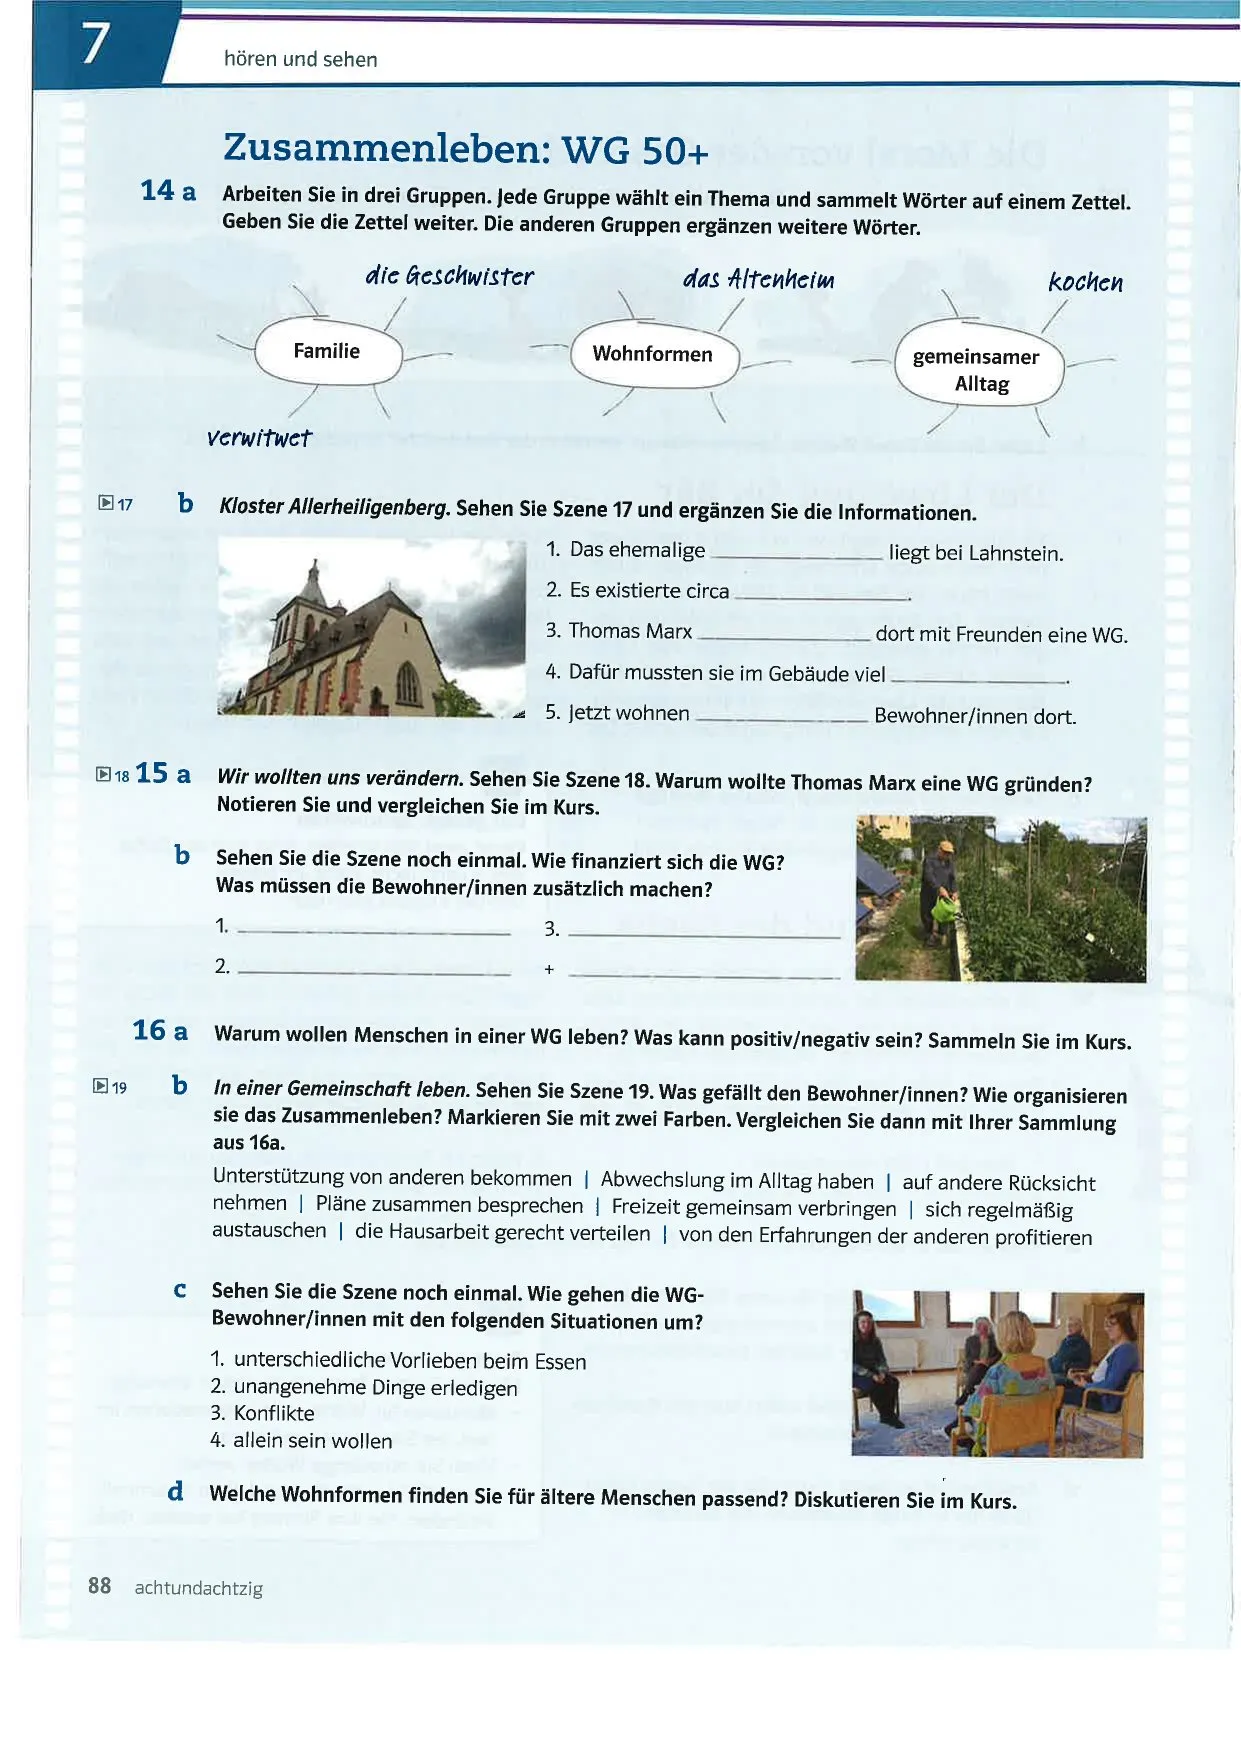 7
hören und sehen
Zusammenleben: WG 50+
14 a Arbeiten Sie in drei Gruppen. Jede Gruppe wählt ein Thema und sammelt Wörter auf einem Zettel.
Geben Sie die Zettel weiter. Die anderen Gruppen ergänzen weitere Wörter.
die Geschwister
das Altenheim
kochen
Familie
Wohnformen
gemeinsamer
Alltag
verwitwet
17 b Kloster Allerheiligenberg. Sehen Sie Szene 17 und ergänzen Sie die Informationen.
1. Das ehemalige ______________ liegt bei Lahnstein.
2. Es existierte circa ______________.
3. Thomas Marx ______________ dort mit Freunden eine WG.
4. Dafür mussten sie im Gebäude viel ______________.
5. Jetzt wohnen ______________ Bewohner/innen dort.
18 15 a Wir wollten uns verändern. Sehen Sie Szene 18. Warum wollte Thomas Marx eine WG gründen?
Notieren Sie und vergleichen Sie im Kurs.
b Sehen Sie die Szene noch einmal. Wie finanziert sich die WG?
Was müssen die Bewohner/innen zusätzlich machen?
1. ______________ 3. ______________
2. ______________ + ______________
16 a Warum wollen Menschen in einer WG leben? Was kann positiv/negativ sein? Sammeln Sie im Kurs.
19 b In einer Gemeinschaft leben. Sehen Sie Szene 19. Was gefällt den Bewohner/innen? Wie organisieren
sie das Zusammenleben? Markieren Sie mit zwei Farben. Vergleichen Sie dann mit Ihrer Sammlung
aus 16a.
Unterstützung von anderen bekommen | Abwechslung im Alltag haben | auf andere Rücksicht
nehmen | Pläne zusammen besprechen | Freizeit gemeinsam verbringen | sich regelmäßig
austauschen | die Hausarbeit gerecht verteilen | von den Erfahrungen der anderen profitieren
c Sehen Sie die Szene noch einmal. Wie gehen die WG-
Bewohner/innen mit den folgenden Situationen um?
1. unterschiedliche Vorlieben beim Essen
2. unangenehme Dinge erledigen
3. Konflikte
4. allein sein wollen
d Welche Wohnformen finden Sie für ältere Menschen passend? Diskutieren Sie im Kurs.
88 achtundachtzig